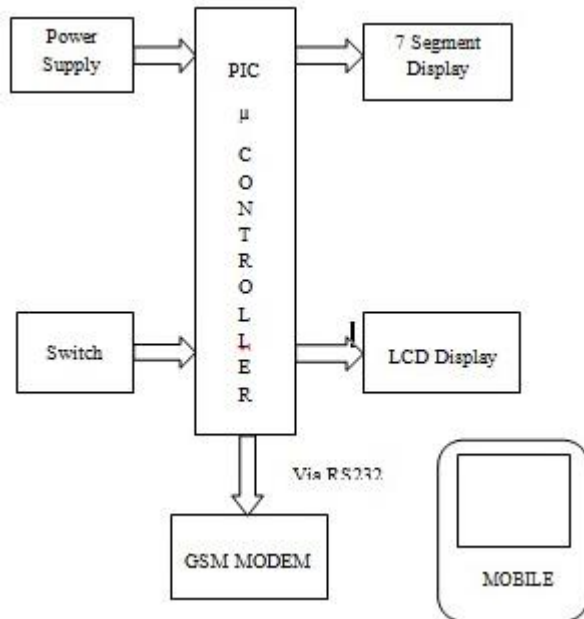 Power
Supply
PIC
µ
C
O
N
T
R
O
L
L
E
R
7 Segment
Display
Switch
LCD Display
Via RS232
GSM MODEM
MOBILE